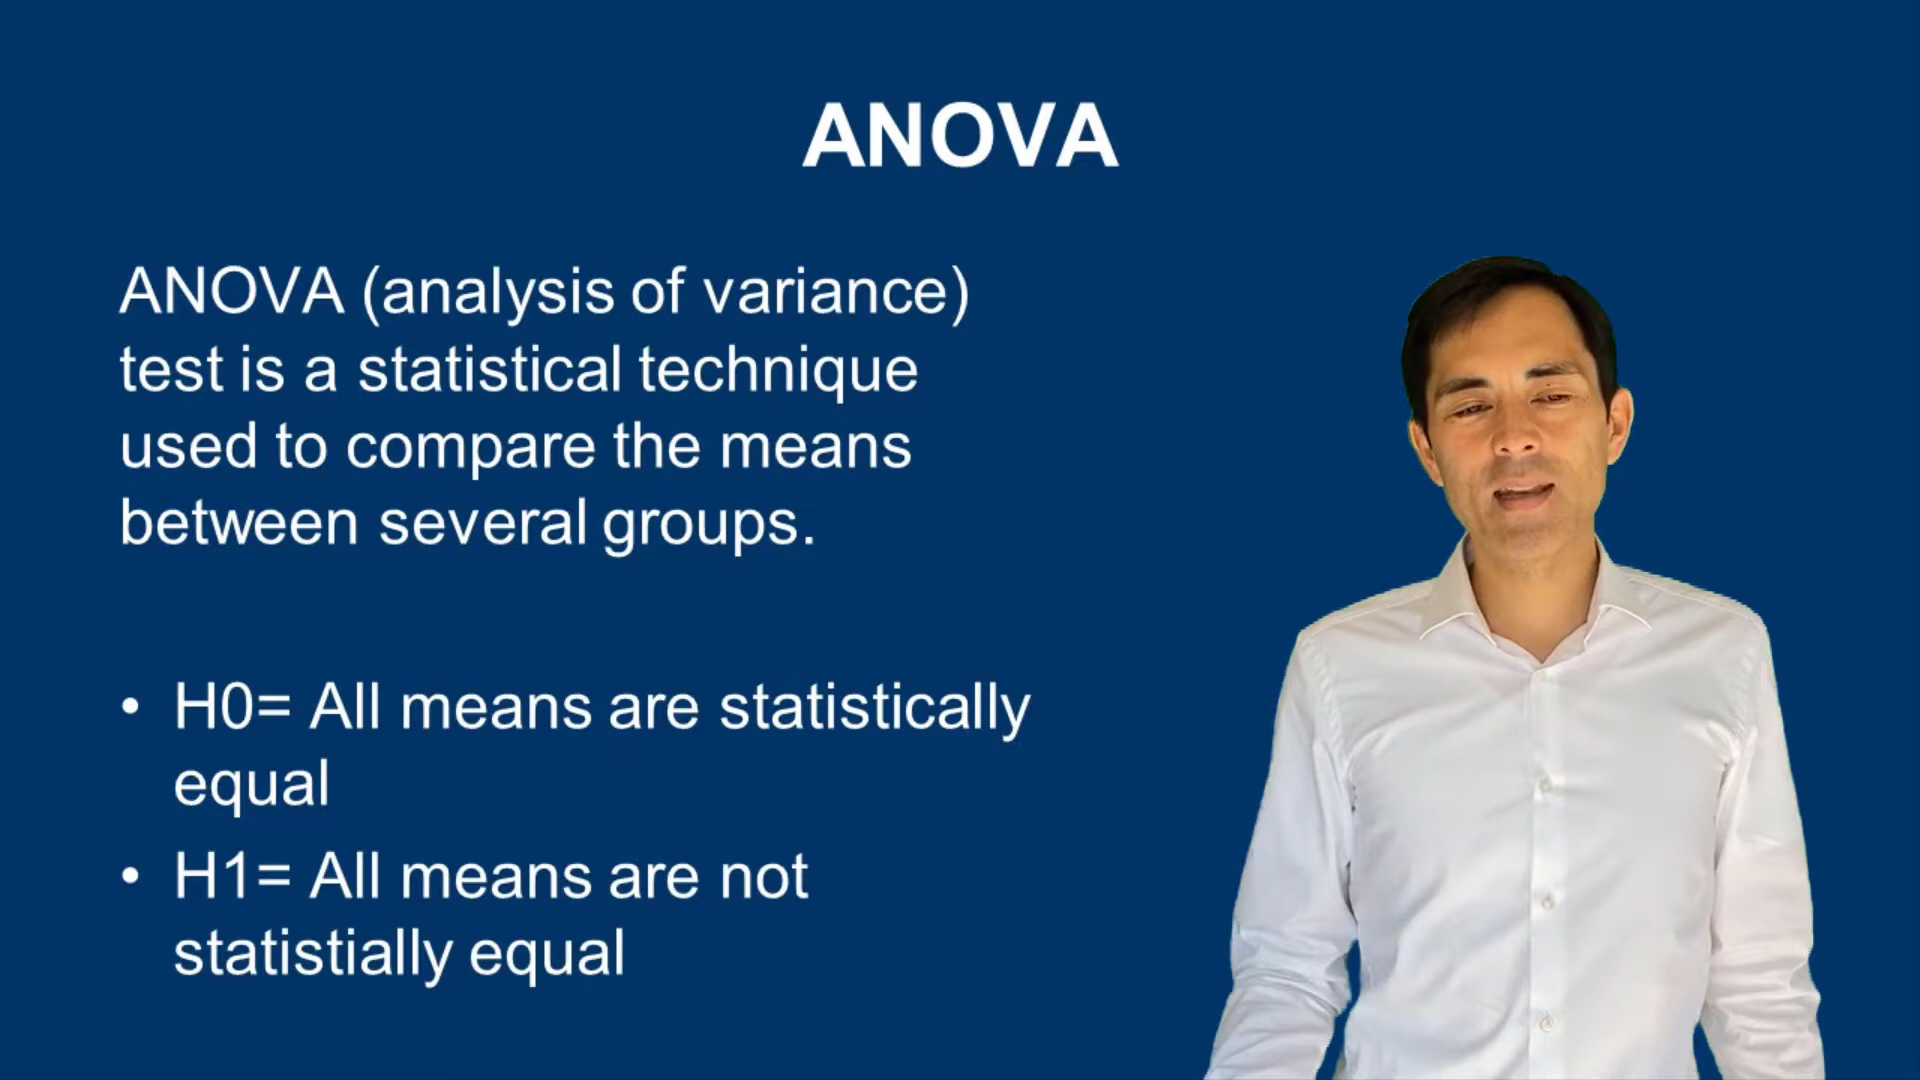 ANOVA
ANOVA (analysis of variance)
test is a statistical technique
used to compare the means
between several groups.
• H0= All means are statistically
equal
• H1= All means are not
statistially equal